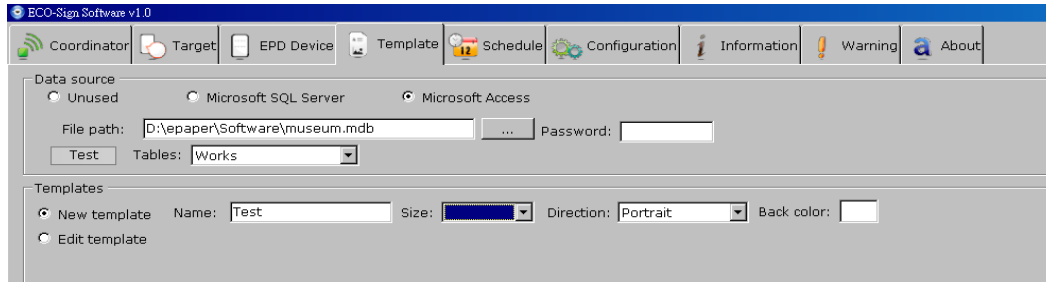 ECO-Sign Software v1.0
Coordinator Target EPD Device Template Schedule Configuration Information Warning About
Data source
Unused Microsoft SQL Server Microsoft Access
File path: D:\epaper\Software\museum.mdb ... Password:
Test Tables: Works
Templates
New template Name: Test Size: Direction: Portrait Back color:
Edit template